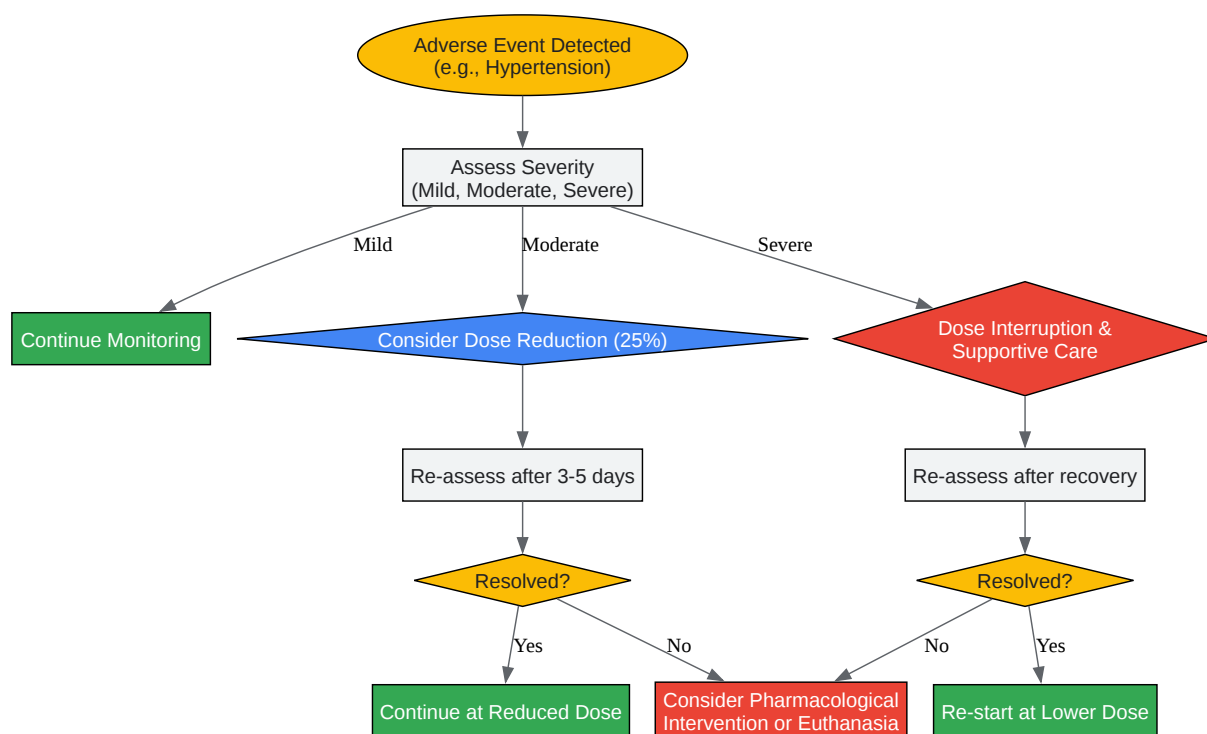 Adverse Event Detected
(e.g., Hypertension)
Assess Severity
(Mild, Moderate, Severe)
Mild
Moderate
Severe
Continue Monitoring
Consider Dose Reduction (25%)
Dose Interruption &
Supportive Care
Re-assess after 3-5 days
Re-assess after recovery
Resolved?
Resolved?
Yes
No
No
Yes
Continue at Reduced Dose
Consider Pharmacological
Intervention or Euthanasia
Re-start at Lower Dose